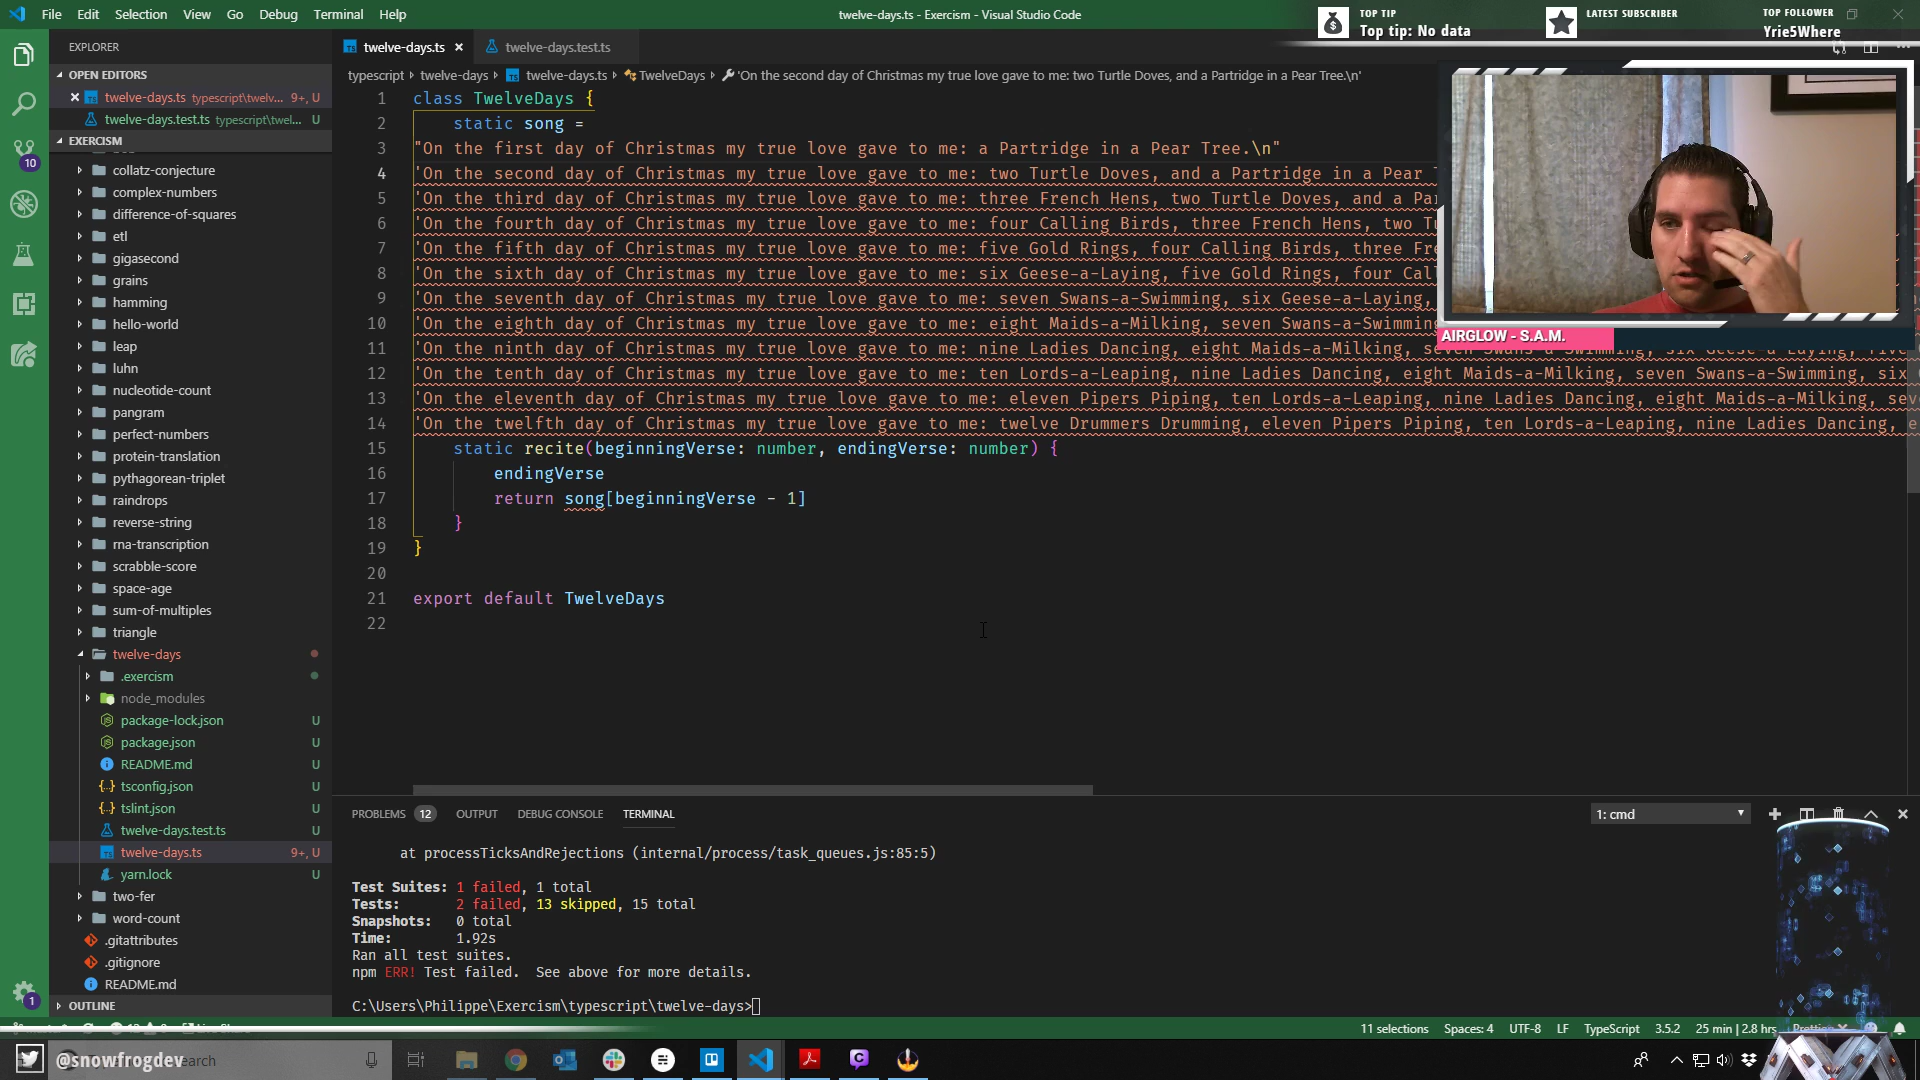 File Edit Selection View Go Debug Terminal Help
twelve-days.ts - Exercism - Visual Studio Code
TOP TIP
Top tip: No data
LATEST SUBSCRIBER
TOP FOLLOWER
Yrie5Where
EXPLORER
OPEN EDITORS
twelve-days.ts typescript\twelv... 9+, U
twelve-days.test.ts typescript\twel... U
EXERCISM
collatz-conjecture
complex-numbers
difference-of-squares
etl
gigasecond
grains
hamming
hello-world
leap
luhn
nucleotide-count
pangram
perfect-numbers
protein-translation
pythagorean-triplet
raindrops
reverse-string
rna-transcription
scrabble-score
space-age
sum-of-multiples
triangle
twelve-days
.exercism
node_modules
package-lock.json U
package.json U
README.md U
tsconfig.json U
tslint.json U
twelve-days.test.ts U
twelve-days.ts 9+, U
yarn.lock U
two-fer
word-count
.gitattributes
.gitignore
README.md
OUTLINE
10
1
twelve-days.ts
twelve-days.test.ts
typescript twelve-days twelve-days.ts TwelveDays 'On the second day of Christmas my true love gave to me: two Turtle Doves, and a Partridge in a Pear Tree.\n'
1 class TwelveDays {
2 static song =
3 "On the first day of Christmas my true love gave to me: a Partridge in a Pear Tree.\n"
4 'On the second day of Christmas my true love gave to me: two Turtle Doves, and a Partridge in a Pear
5 'On the third day of Christmas my true love gave to me: three French Hens, two Turtle Doves, and a
6 'On the fourth day of Christmas my true love gave to me: four Calling Birds, three French Hens, two
7 'On the fifth day of Christmas my true love gave to me: five Gold Rings, four Calling Birds, three
8 'On the sixth day of Christmas my true love gave to me: six Geese-a-Laying, five Gold Rings, four
9 'On the seventh day of Christmas my true love gave to me: seven Swans-a-Swimming, six Geese-a-Laying,
10 'On the eighth day of Christmas my true love gave to me: eight Maids-a-Milking, seven Swans-a-Swimming
11 'On the ninth day of Christmas my true love gave to me: nine Ladies Dancing, eight Maids-a-Milking, seven Swans-a-Swimming, six Geese-a-Laying, five
12 'On the tenth day of Christmas my true love gave to me: ten Lords-a-Leaping, nine Ladies Dancing, eight Maids-a-Milking, seven Swans-a-Swimming, six
13 'On the eleventh day of Christmas my true love gave to me: eleven Pipers Piping, ten Lords-a-Leaping, nine Ladies Dancing, eight Maids-a-Milking, sev
14 'On the twelfth day of Christmas my true love gave to me: twelve Drummers Drumming, eleven Pipers Piping, ten Lords-a-Leaping, nine Ladies Dancing, e
15 static recite(beginningVerse: number, endingVerse: number) {
16 endingVerse
17 return song[beginningVerse - 1]
18 }
19 }
20
21 export default TwelveDays
22
AIRGLOW - S.A.M.
PROBLEMS 12 OUTPUT DEBUG CONSOLE TERMINAL
1: cmd
at processTicksAndRejections (internal/process/task_queues.js:85:5)
Test Suites: 1 failed, 1 total
Tests: 2 failed, 13 skipped, 15 total
Snapshots: 0 total
Time: 1.92s
Ran all test suites.
npm ERR! Test failed. See above for more details.
C:\Users\Philippe\Exercism\typescript\twelve-days>
11 selections Spaces: 4 UTF-8 LF TypeScript 3.5.2 25 min | 2.8 hrs
@snowfrogdev